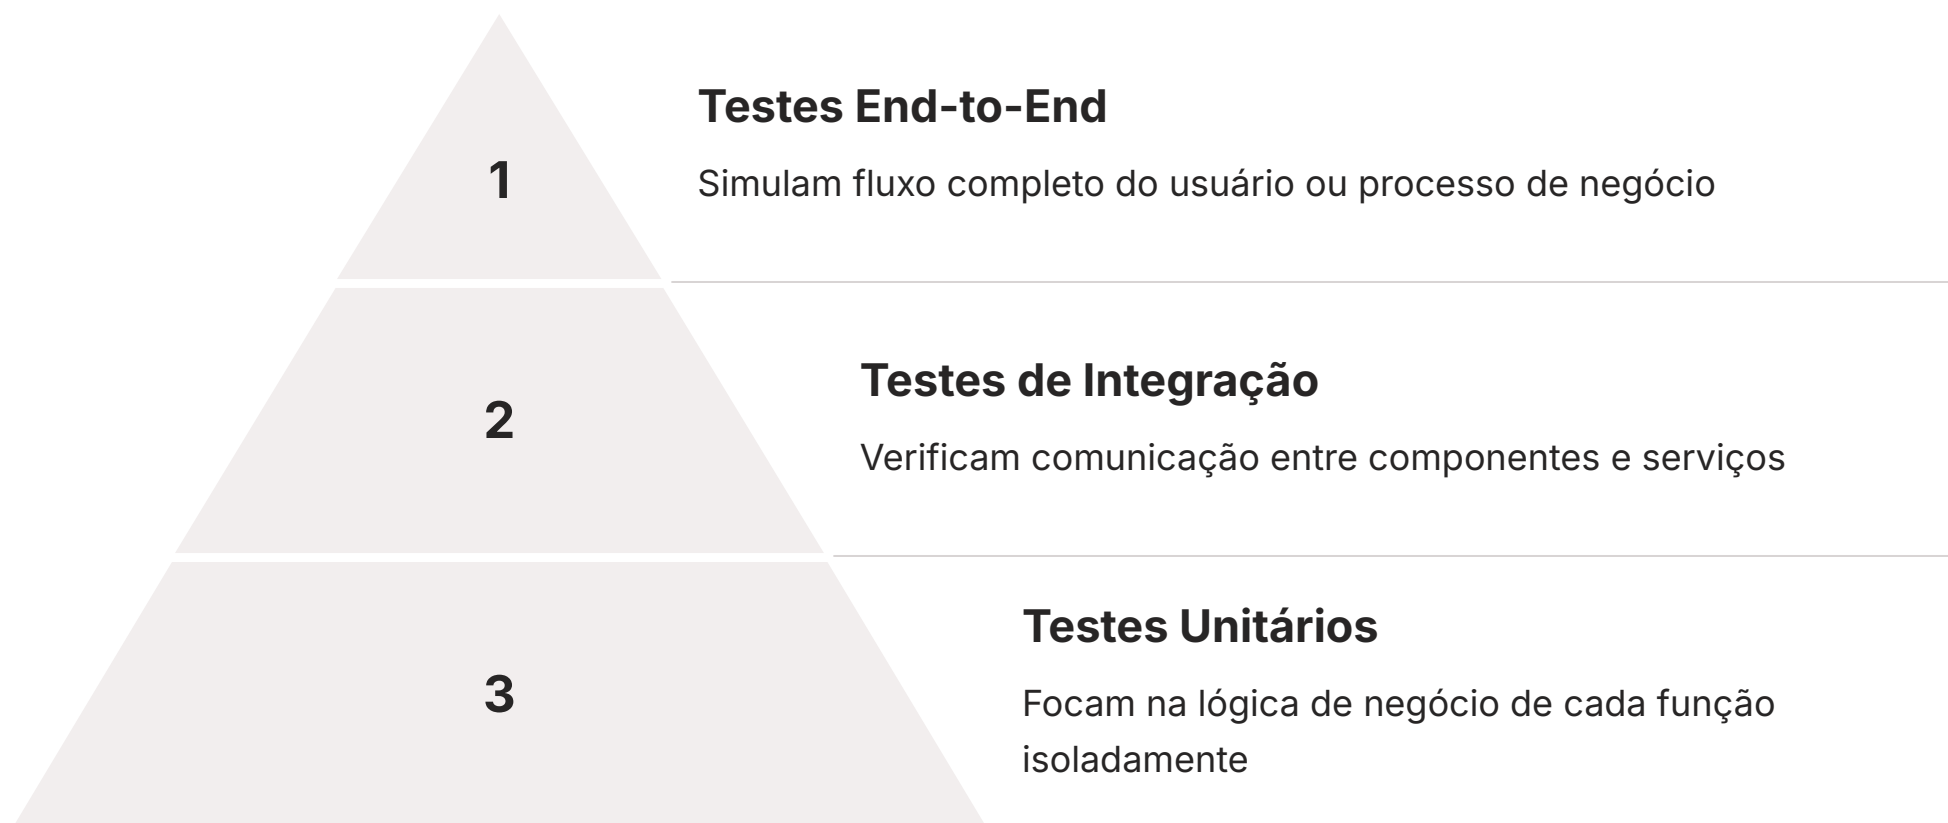 1
Testes End-to-End
Simulam fluxo completo do usuário ou processo de negócio
2
Testes de Integração
Verificam comunicação entre componentes e serviços
3
Testes Unitários
Focam na lógica de negócio de cada função
isoladamente